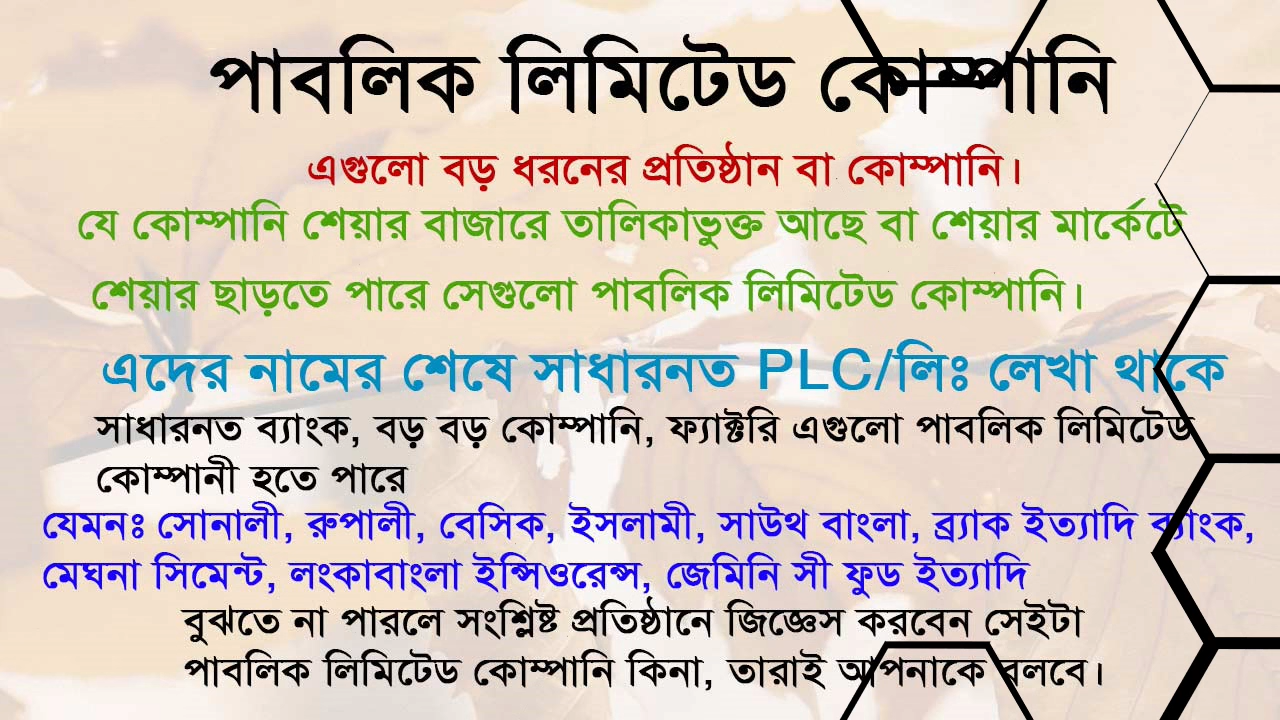 পাবলিক লিমিটেড কোম্পানি
এগুলো বড় ধরনের প্রতিষ্ঠান বা কোম্পানি।
যে কোম্পানি শেয়ার বাজারে তালিকাভুক্ত আছে বা শেয়ার মার্কেটে
শেয়ার ছাড়তে পারে সেগুলো পাবলিক লিমিটেড কোম্পানি।
এদের নামের শেষে সাধারনত PLC/লিঃ লেখা থাকে
সাধারনত ব্যাংক, বড় বড় কোম্পানি, ফ্যাক্টরি এগুলো পাবলিক লিমিটেড
কোম্পানী হতে পারে
যেমনঃ সোনালী, রুপালী, বেসিক, ইসলামী, সাউথ বাংলা, ব্র্যাক ইত্যাদি ব্যাংক,
মেঘনা সিমেন্ট, লংকাবাংলা ইন্সিওরেন্স, জেমিনি সী ফুড ইত্যাদি
বুঝতে না পারলে সংশ্লিষ্ট প্রতিষ্ঠানে জিজ্ঞেস করবেন সেইটা
পাবলিক লিমিটেড কোম্পানি কিনা, তারাই আপনাকে বলবে।